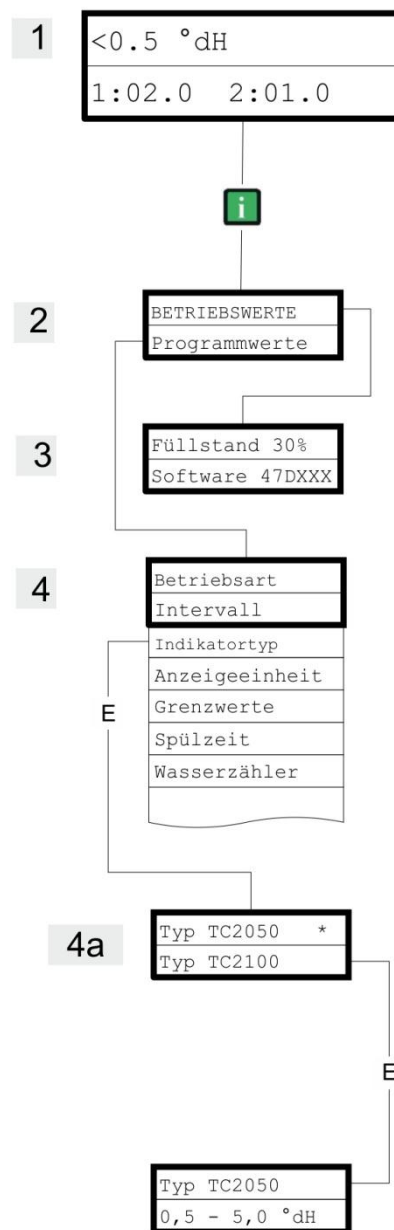 1
<0.5 °dH
1:02.0 2:01.0
i
2
BETRIEBSWERTE
Programmwerte
3
Füllstand 30%
Software 47DXXX
4
Betriebsart
Intervall
Indikatortyp
Anzeigeeinheit
Grenzwerte
Spülzeit
Wasserzähler
E
4a
Typ TC2050 *
Typ TC2100
E
Typ TC2050
0,5 - 5,0 °dH